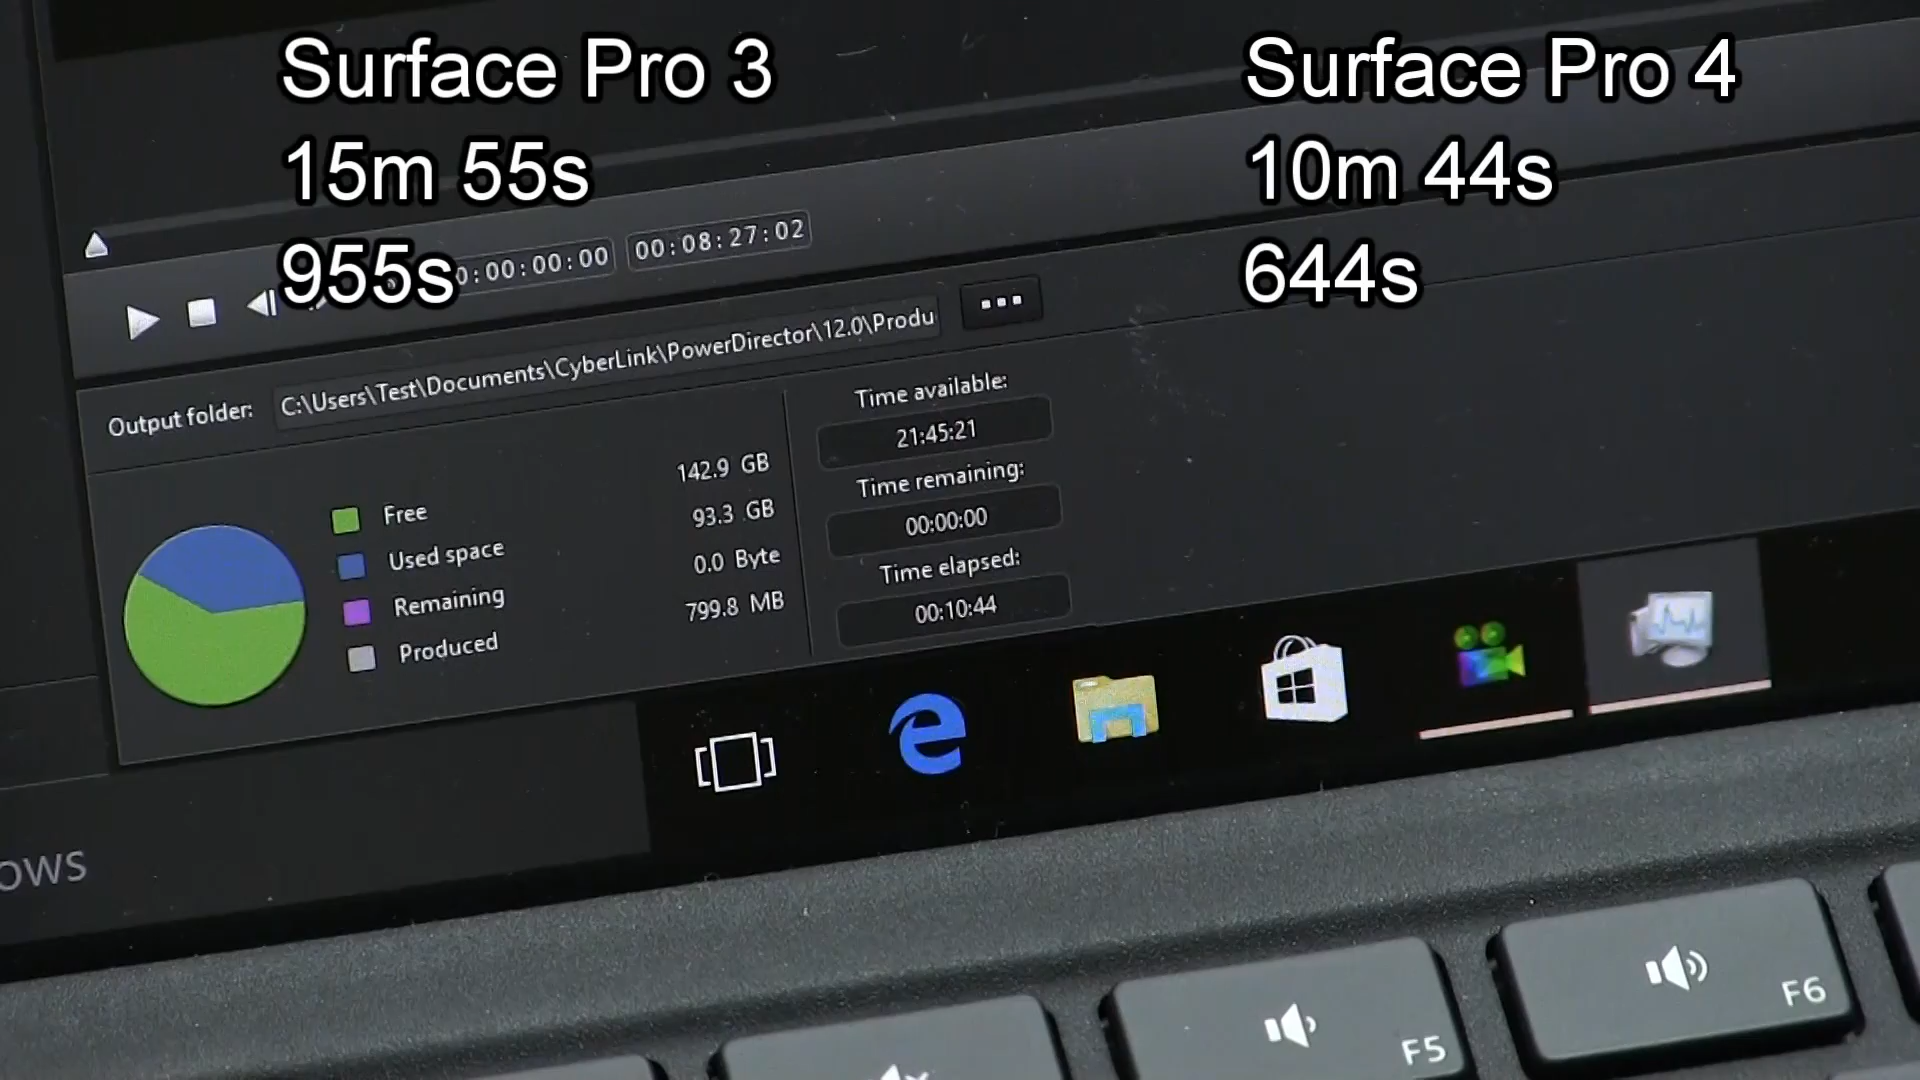 Surface Pro 3
15m 55s
955s
Surface Pro 4
10m 44s
644s
0:00:00:00
00:08:27:02
Output folder:
C:\Users\Test\Documents\CyberLink\PowerDirector\12.0\Produ
Free
142.9 GB
Used space
93.3 GB
Remaining
0.0 Byte
Produced
799.8 MB
Time available:
21:45:21
Time remaining:
00:00:00
Time elapsed:
00:10:44
OWS
F5
F6